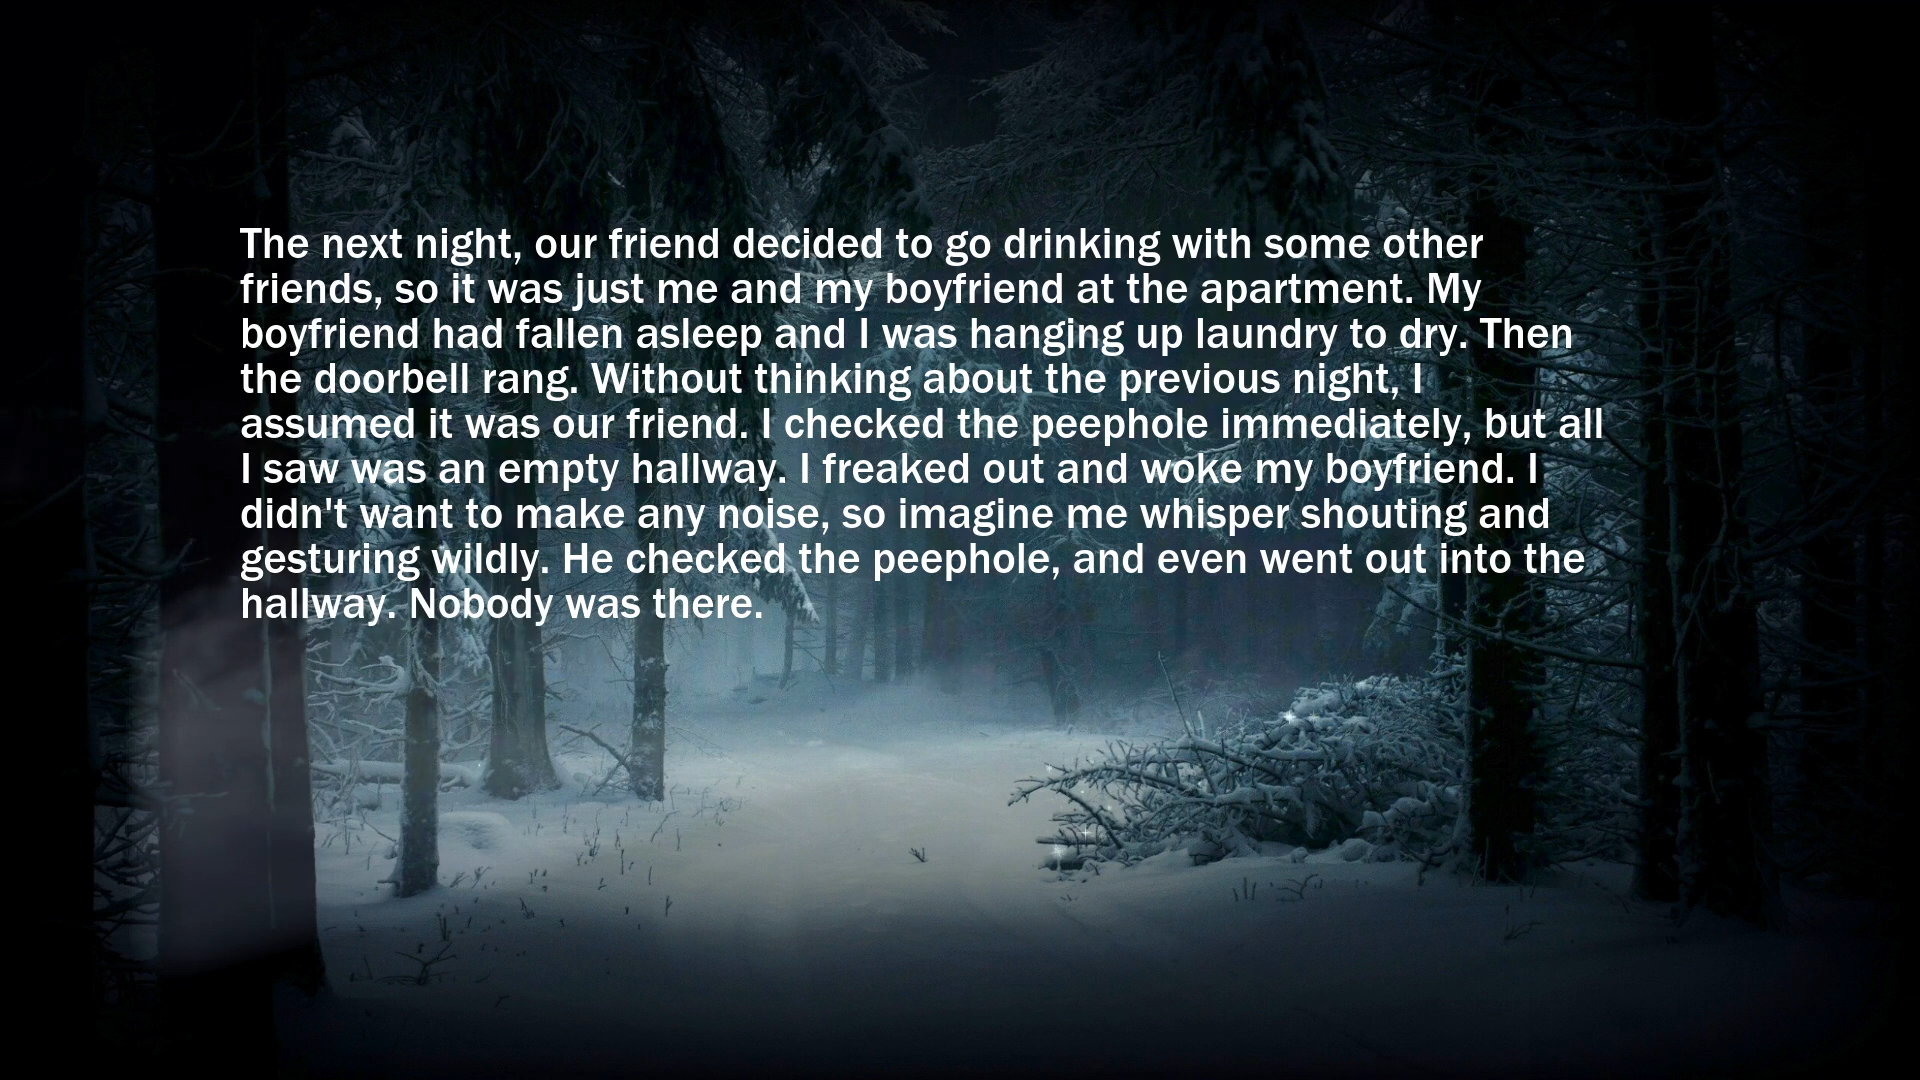 The next night, our friend decided to go drinking with some other
friends, so it was just me and my boyfriend at the apartment. My
boyfriend had fallen asleep and I was hanging up laundry to dry. Then
the doorbell rang. Without thinking about the previous night, I
assumed it was our friend. I checked the peephole immediately, but all
I saw was an empty hallway. I freaked out and woke my boyfriend. I
didn't want to make any noise, so imagine me whisper shouting and
gesturing wildly. He checked the peephole, and even went out into the
hallway. Nobody was there.